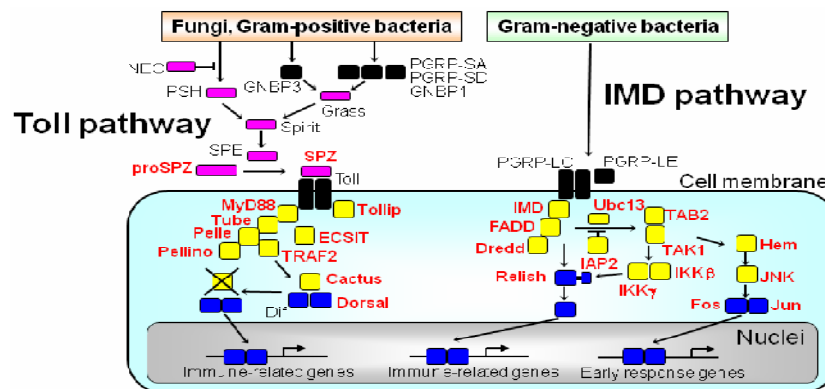 Fungi, Gram-positive bacteria
Gram-negative bacteria
NEC
PSH
GNBP3
PGRP-SA
PGRP-SD
GNBP1
Grass
Spirit
SPE
Toll pathway
IMD pathway
proSPZ
SPZ
Toll
PGRP-LC
PGRP-LE
Cell membrane
MyD88
Tube
Pelle
Pellino
Tollip
ECSIT
TRAF2
Cactus
Dorsal
Dif
IMD
FADD
Dredd
Ubc13
TAB2
TAK1
IAP2
Relish
IKKγ
IKKβ
Hem
JNK
Fos
Jun
Nuclei
Immune-related genes
Immune-related genes
Early response genes